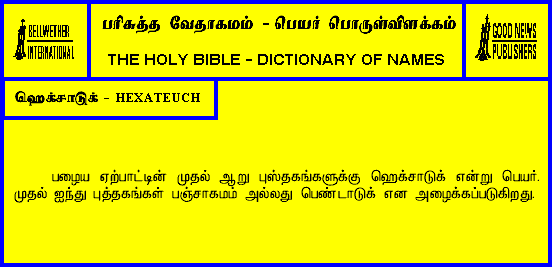 BELLWETHER
INTERNATIONAL
பரிசுத்த வேதாகமம் - பெயர் பொருள்விளக்கம்
THE HOLY BIBLE - DICTIONARY OF NAMES
GOOD NEWS
PUBLISHERS
ஹெக்சாடுக் - HEXATEUCH
பழைய ஏற்பாட்டின் முதல் ஆறு புஸ்தகங்களுக்கு ஹெக்சாடுக் என்று பெயர்.
முதல் ஐந்து புத்தகங்கள் பஞ்சாகமம் அல்லது பெண்டாடுக் என அழைக்கப்படுகிறது.